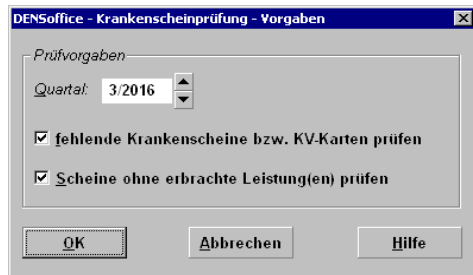 DENSoffice - Krankenscheinprüfung - Vorgaben
Prüfvorgaben
Quartal: 3/2016
fehlende Krankenscheine bzw. KV-Karten prüfen
Scheine ohne erbrachte Leistung(en) prüfen
OK Abbrechen Hilfe